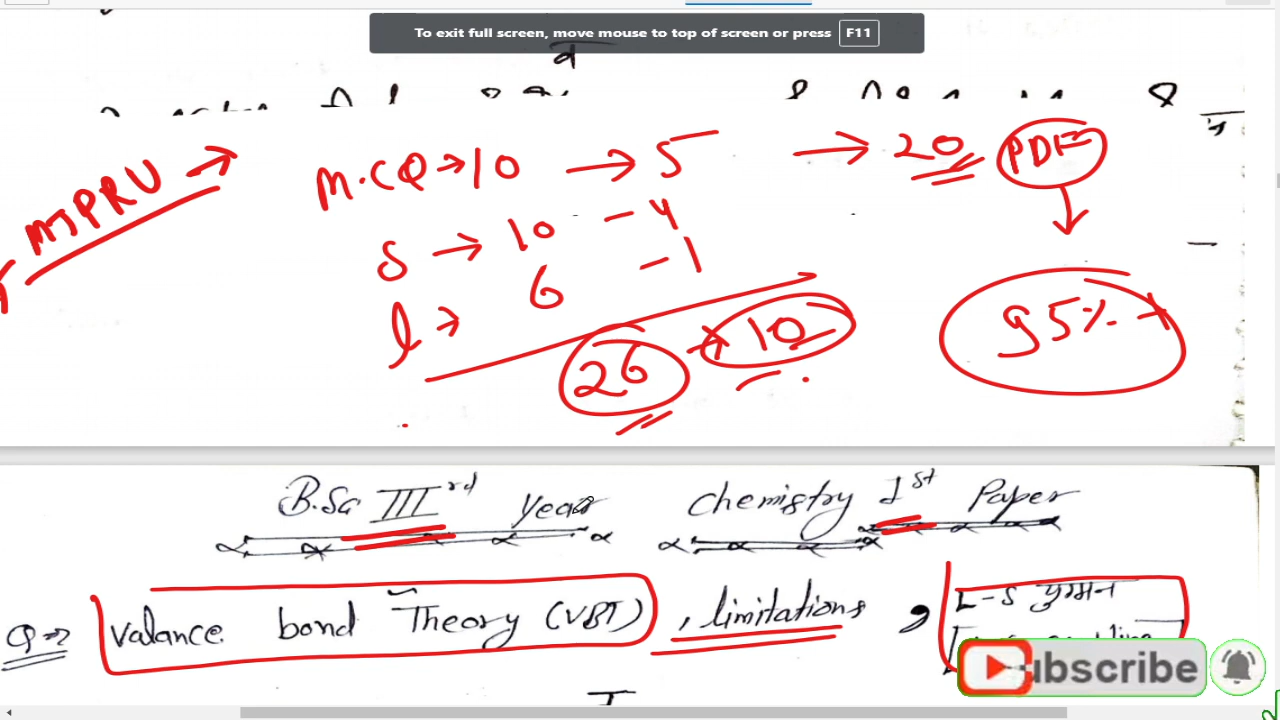 To exit full screen, move mouse to top of screen or press F11
MJPRU → M.CQ → 10 → 5 → 20 PDF
S → 10 - 4
l → 6 - 1
26 → 10
95% +
B.Sc IIIrd Year Chemistry 1st Paper
Q ⇒ Valance bond Theory (VBT), limitations, L-S युग्मन
Subscribe